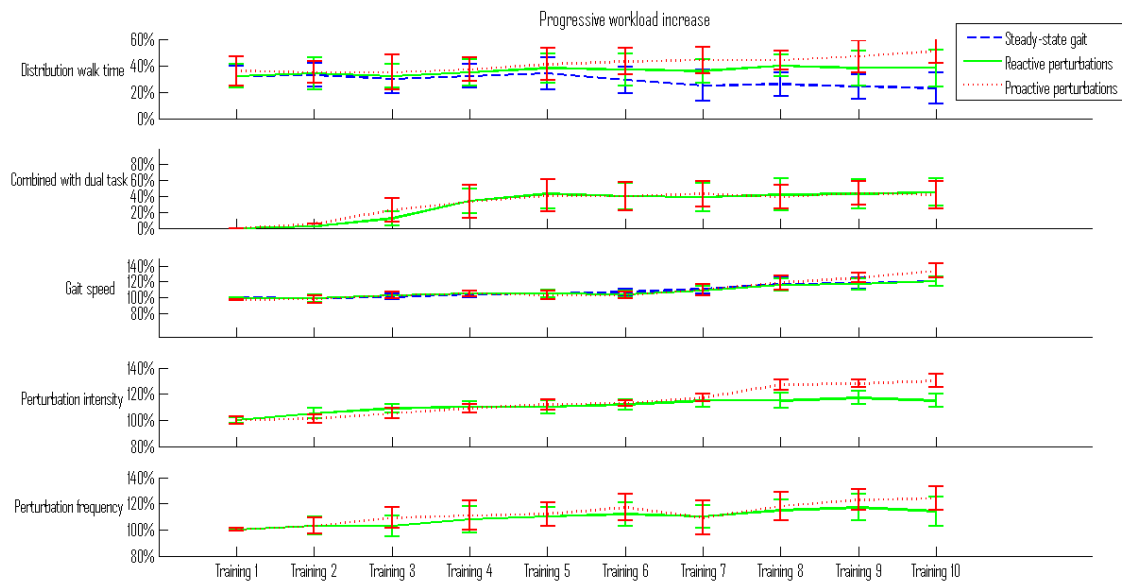 Progressive workload increase
Steady-state gait
Reactive perturbations
Proactive perturbations
Distribution walk time
60%
40%
20%
0%
Combined with dual task
80%
60%
40%
20%
0%
Gait speed
140%
120%
100%
80%
Perturbation intensity
140%
120%
100%
80%
Perturbation frequency
140%
120%
100%
80%
Training 1 Training 2 Training 3 Training 4 Training 5 Training 6 Training 7 Training 8 Training 9 Training 10